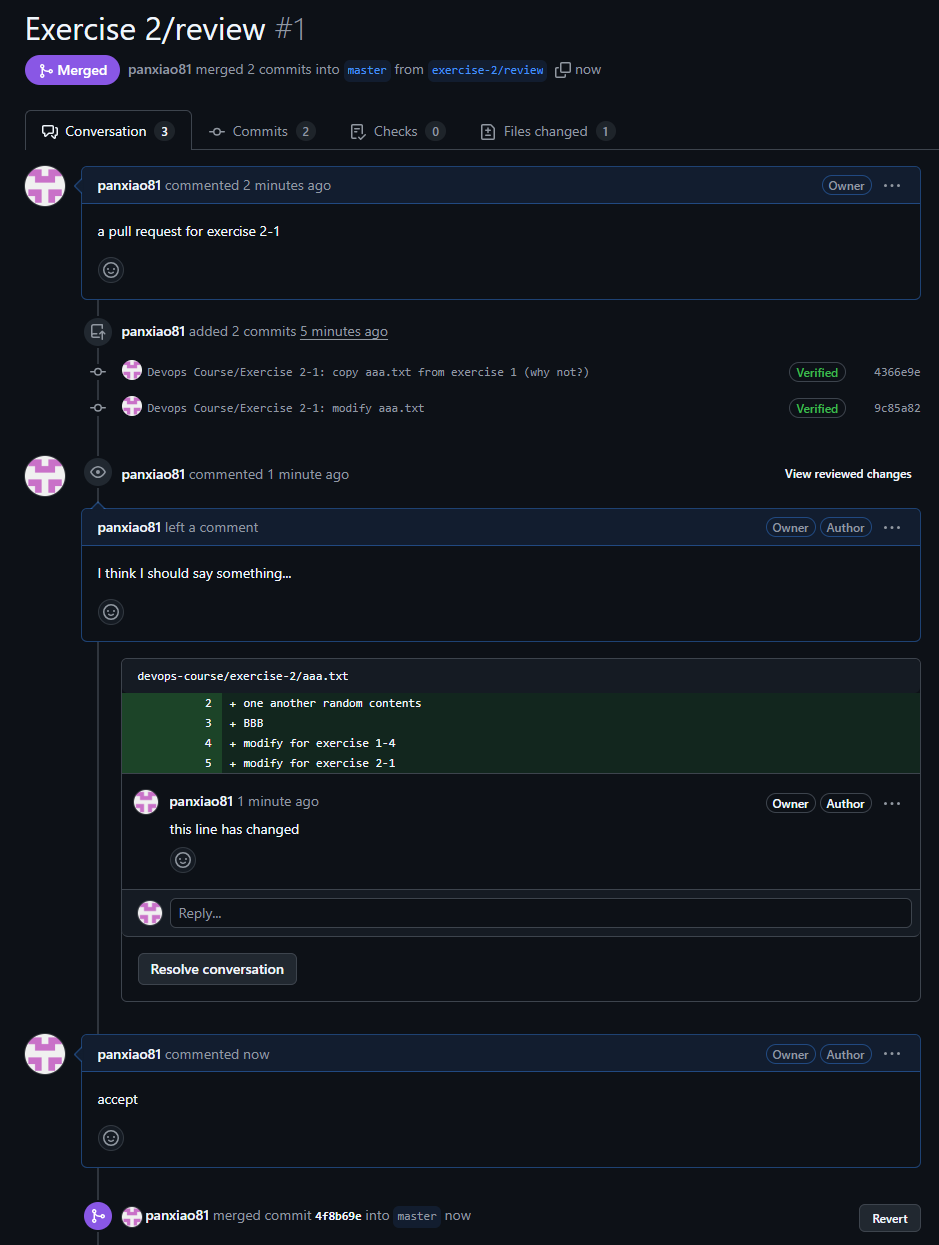 Exercise 2/review #1
Merged panxiao81 merged 2 commits into master from exercise-2/review now
Conversation 3 Commits 2 Checks 0 Files changed 1
panxiao81 commented 2 minutes ago Owner ...
a pull request for exercise 2-1
panxiao81 added 2 commits 5 minutes ago
Devops Course/Exercise 2-1: copy aaa.txt from exercise 1 (why not?) Verified 4366e9e
Devops Course/Exercise 2-1: modify aaa.txt Verified 9c85a82
panxiao81 commented 1 minute ago View reviewed changes
panxiao81 left a comment Owner Author ...
I think I should say something...
devops-course/exercise-2/aaa.txt
2 + one another random contents
3 + BBB
4 + modify for exercise 1-4
5 + modify for exercise 2-1
panxiao81 1 minute ago Owner Author ...
this line has changed
Reply...
Resolve conversation
panxiao81 commented now Owner Author ...
accept
panxiao81 merged commit 4f8b69e into master now Revert